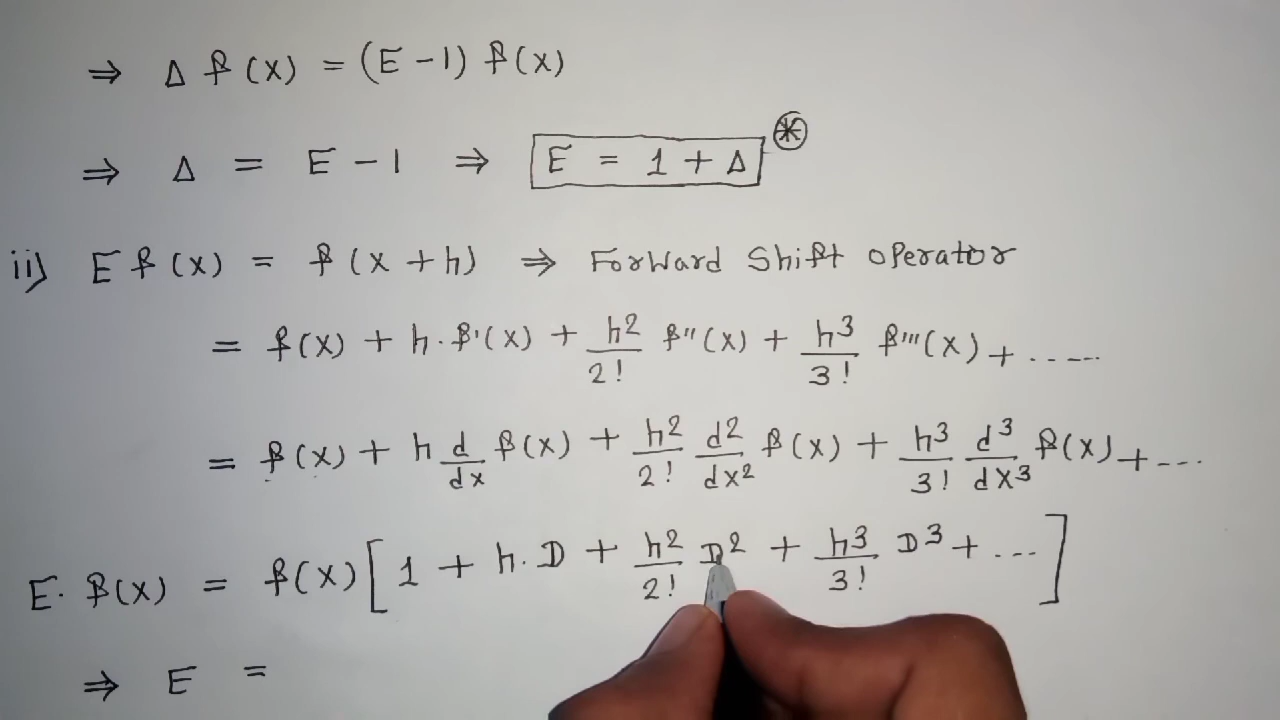 ⇒ Δ f(x) = (E - 1) f(x)
⇒ Δ = E - 1 ⇒ E = 1 + Δ ⊛
ii) E f(x) = f(x + h) ⇒ Forward Shift Operator
= f(x) + h . f'(x) + h²/2! f''(x) + h³/3! f'''(x) + .....
= f(x) + h d/dx f(x) + h²/2! d²/dx² f(x) + h³/3! d³/dx³ f(x) + ....
E. f(x) = f(x) [ 1 + h. D + h²/2! D² + h³/3! D³ + .... ]
⇒ E =